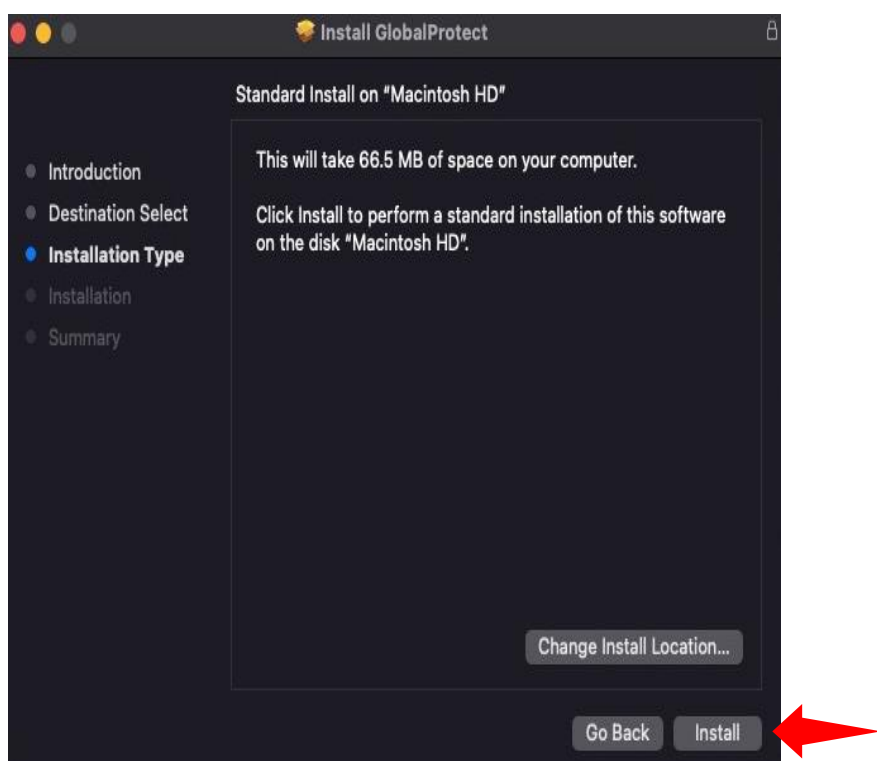 Install GlobalProtect
Standard Install on “Macintosh HD”
Introduction
Destination Select
Installation Type
Installation
Summary
This will take 66.5 MB of space on your computer.
Click Install to perform a standard installation of this software
on the disk “Macintosh HD”.
Change Install Location...
Go Back
Install